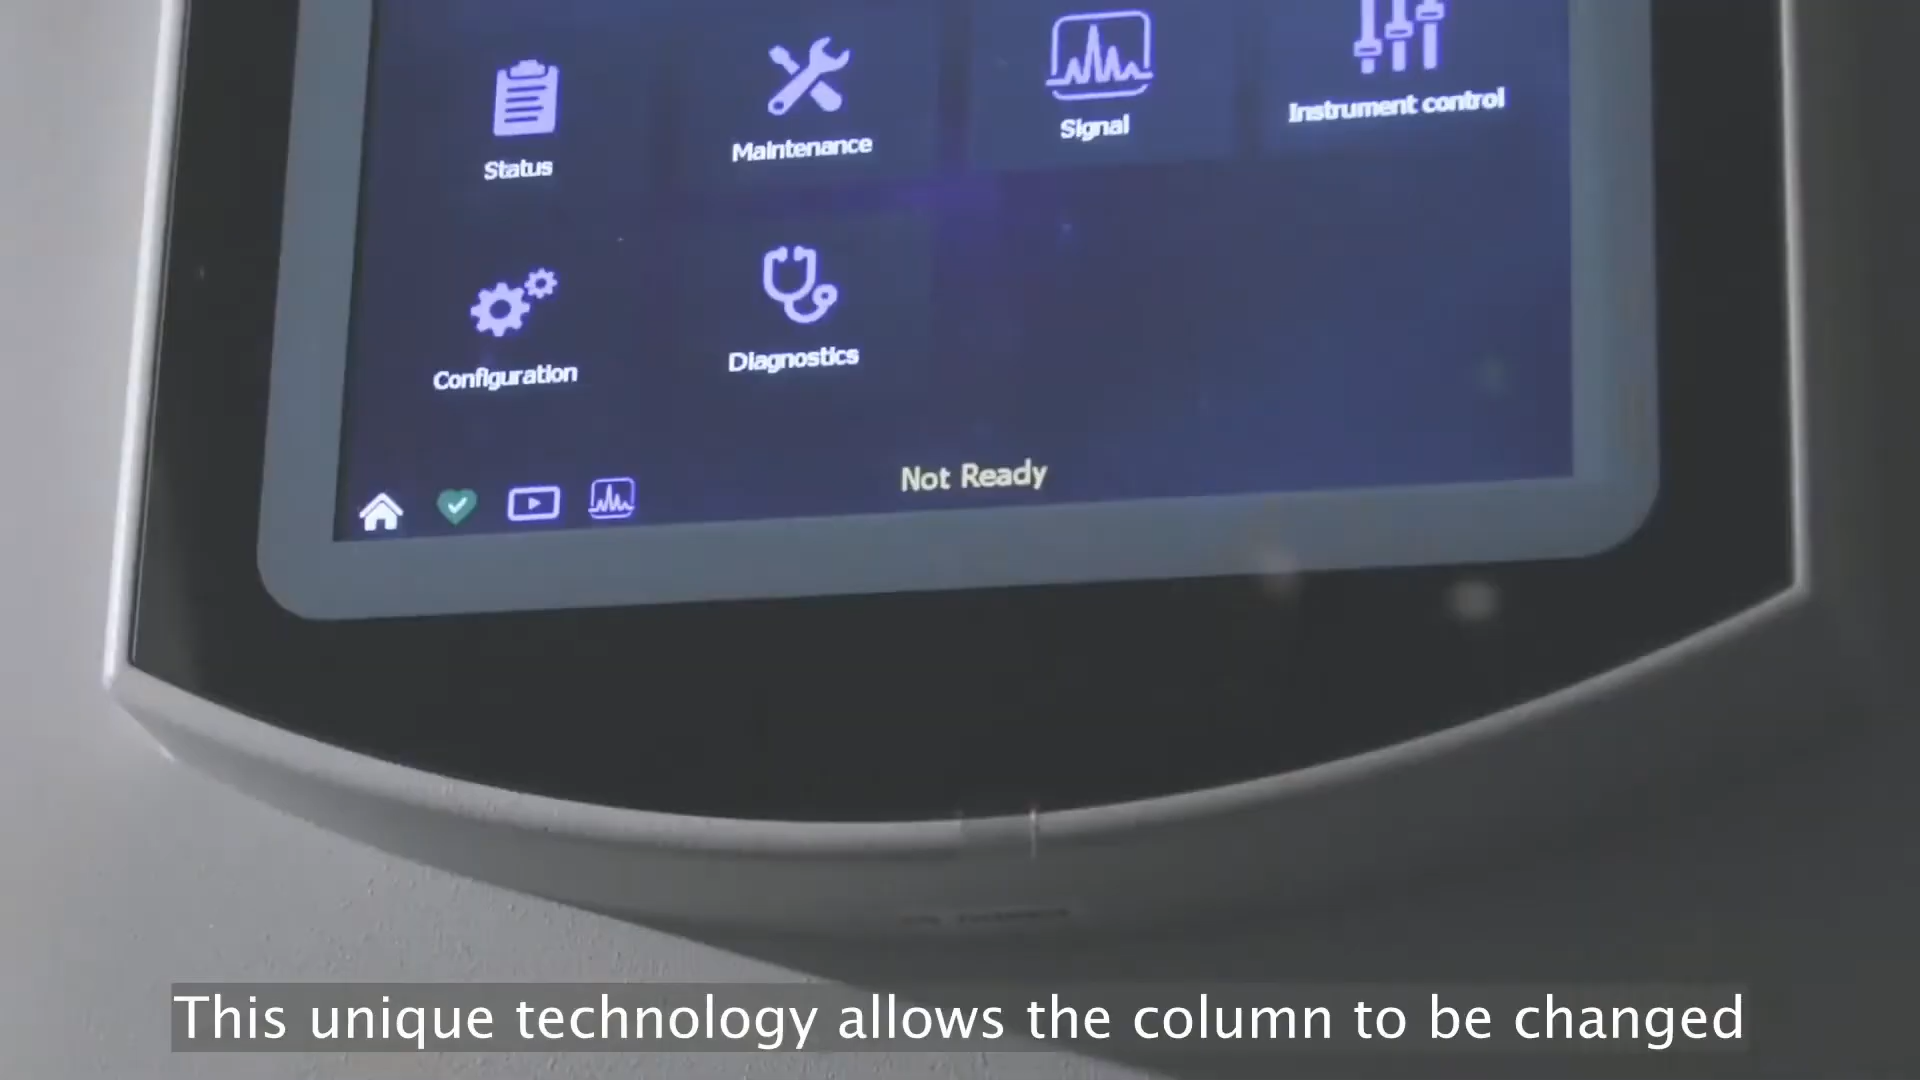 Instrument control
Signal
Maintenance
Status
Diagnostics
Configuration
Not Ready
This unique technology allows the column to be changed